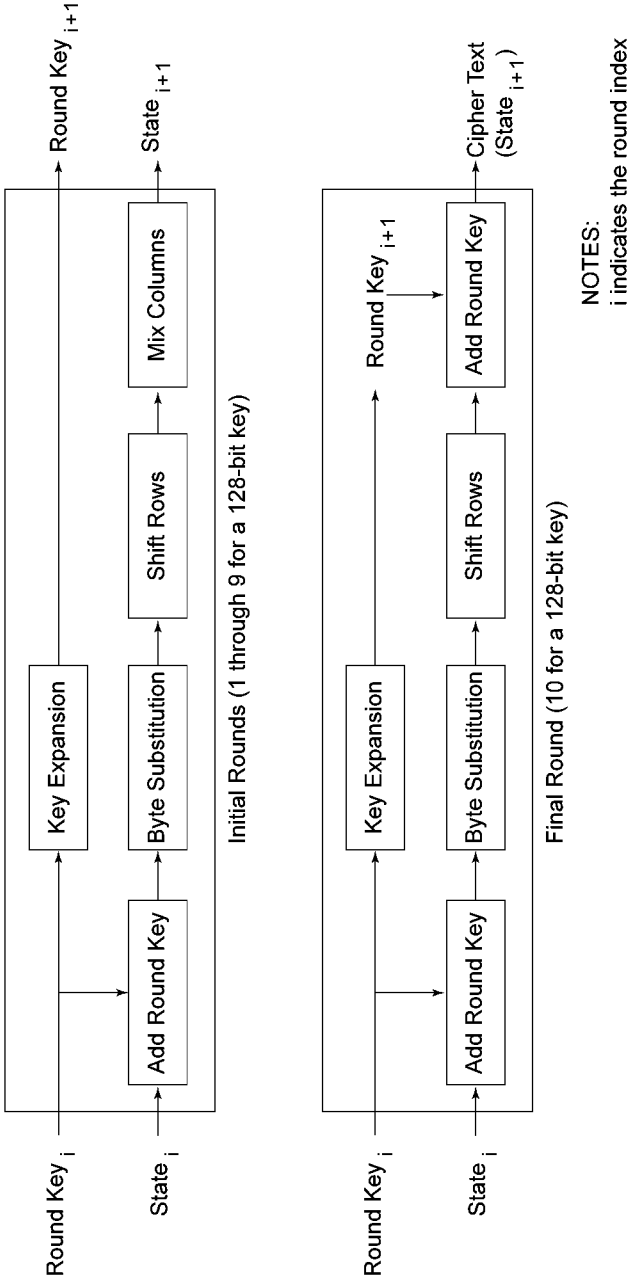 Round Key i
Key Expansion
Round Key i+1
State i
Add Round Key
Byte Substitution
Shift Rows
Mix Columns
State i+1
Initial Rounds (1 through 9 for a 128-bit key)
Round Key i
Key Expansion
Round Key i+1
State i
Add Round Key
Byte Substitution
Shift Rows
Add Round Key
Cipher Text
(State i+1)
Final Round (10 for a 128-bit key)
NOTES:
i indicates the round index